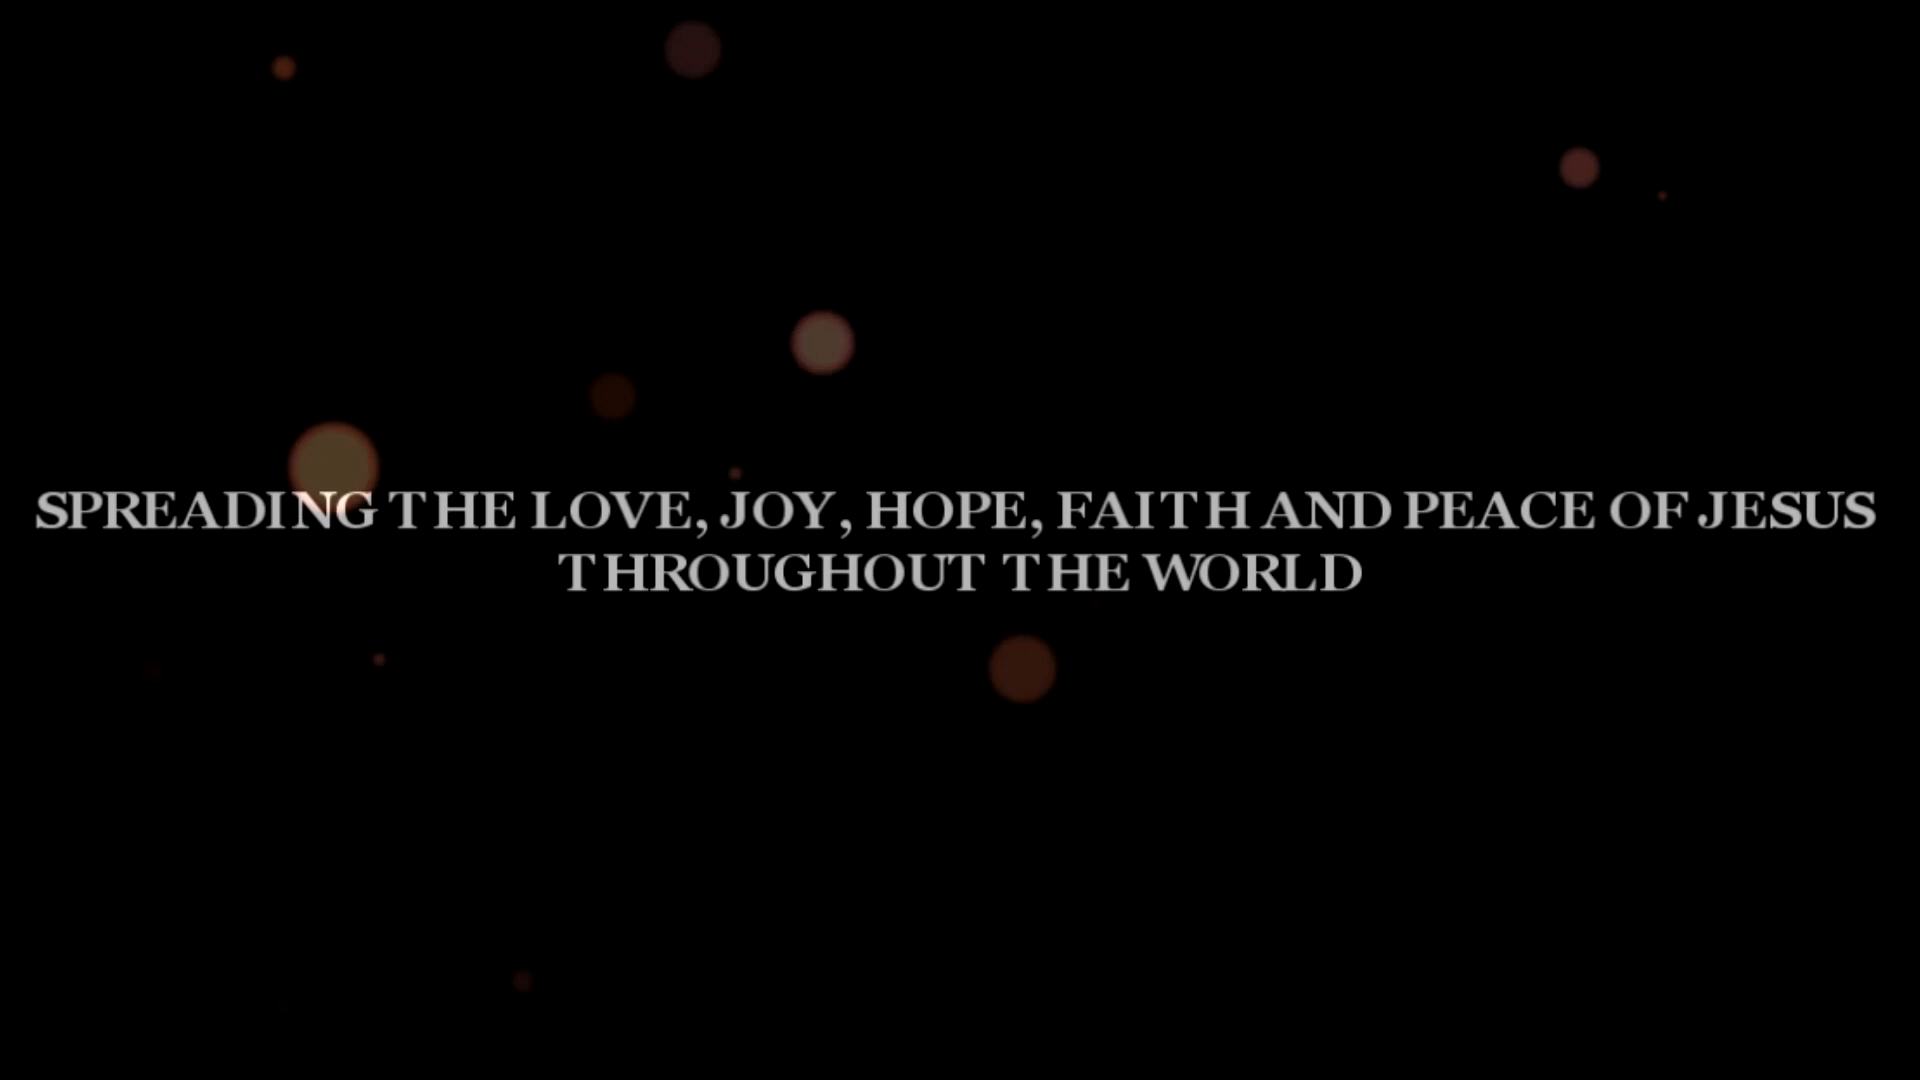 SPREADING THE LOVE, JOY, HOPE, FAITH AND PEACE OF JESUS
THROUGHOUT THE WORLD